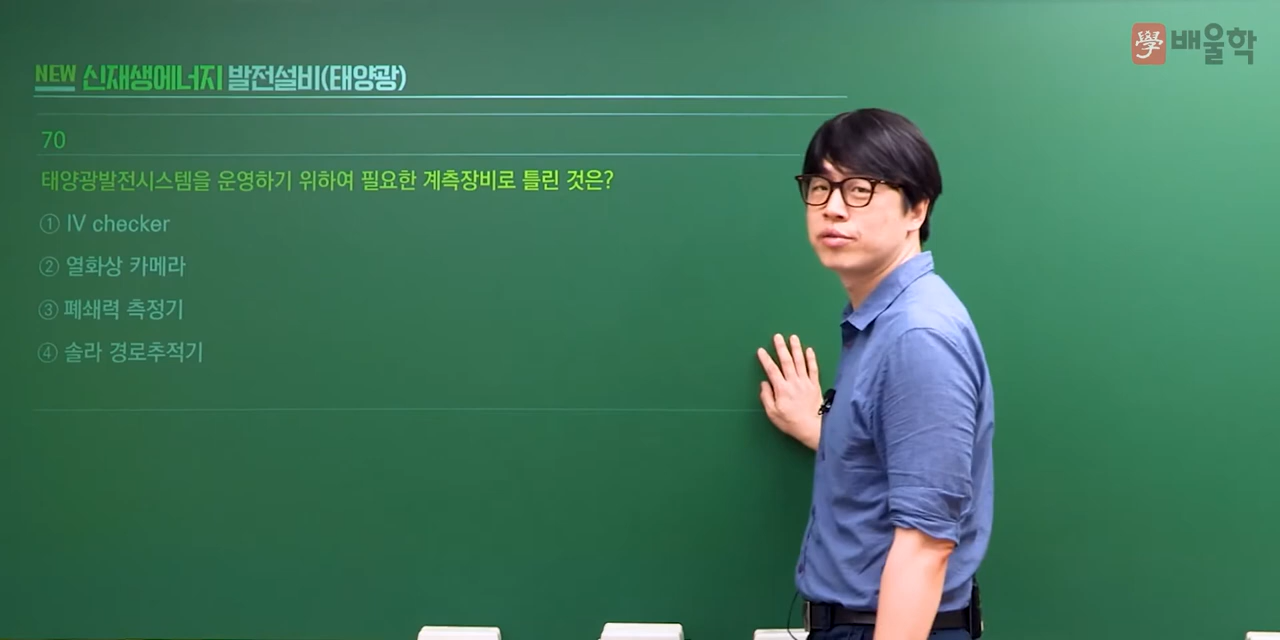 學 배울학
NEW 신재생에너지 발전설비(태양광)
70
태양광발전시스템을 운영하기 위하여 필요한 계측장비로 틀린 것은?
① IV checker
② 열화상 카메라
③ 폐쇄력 측정기
④ 솔라 경로추적기